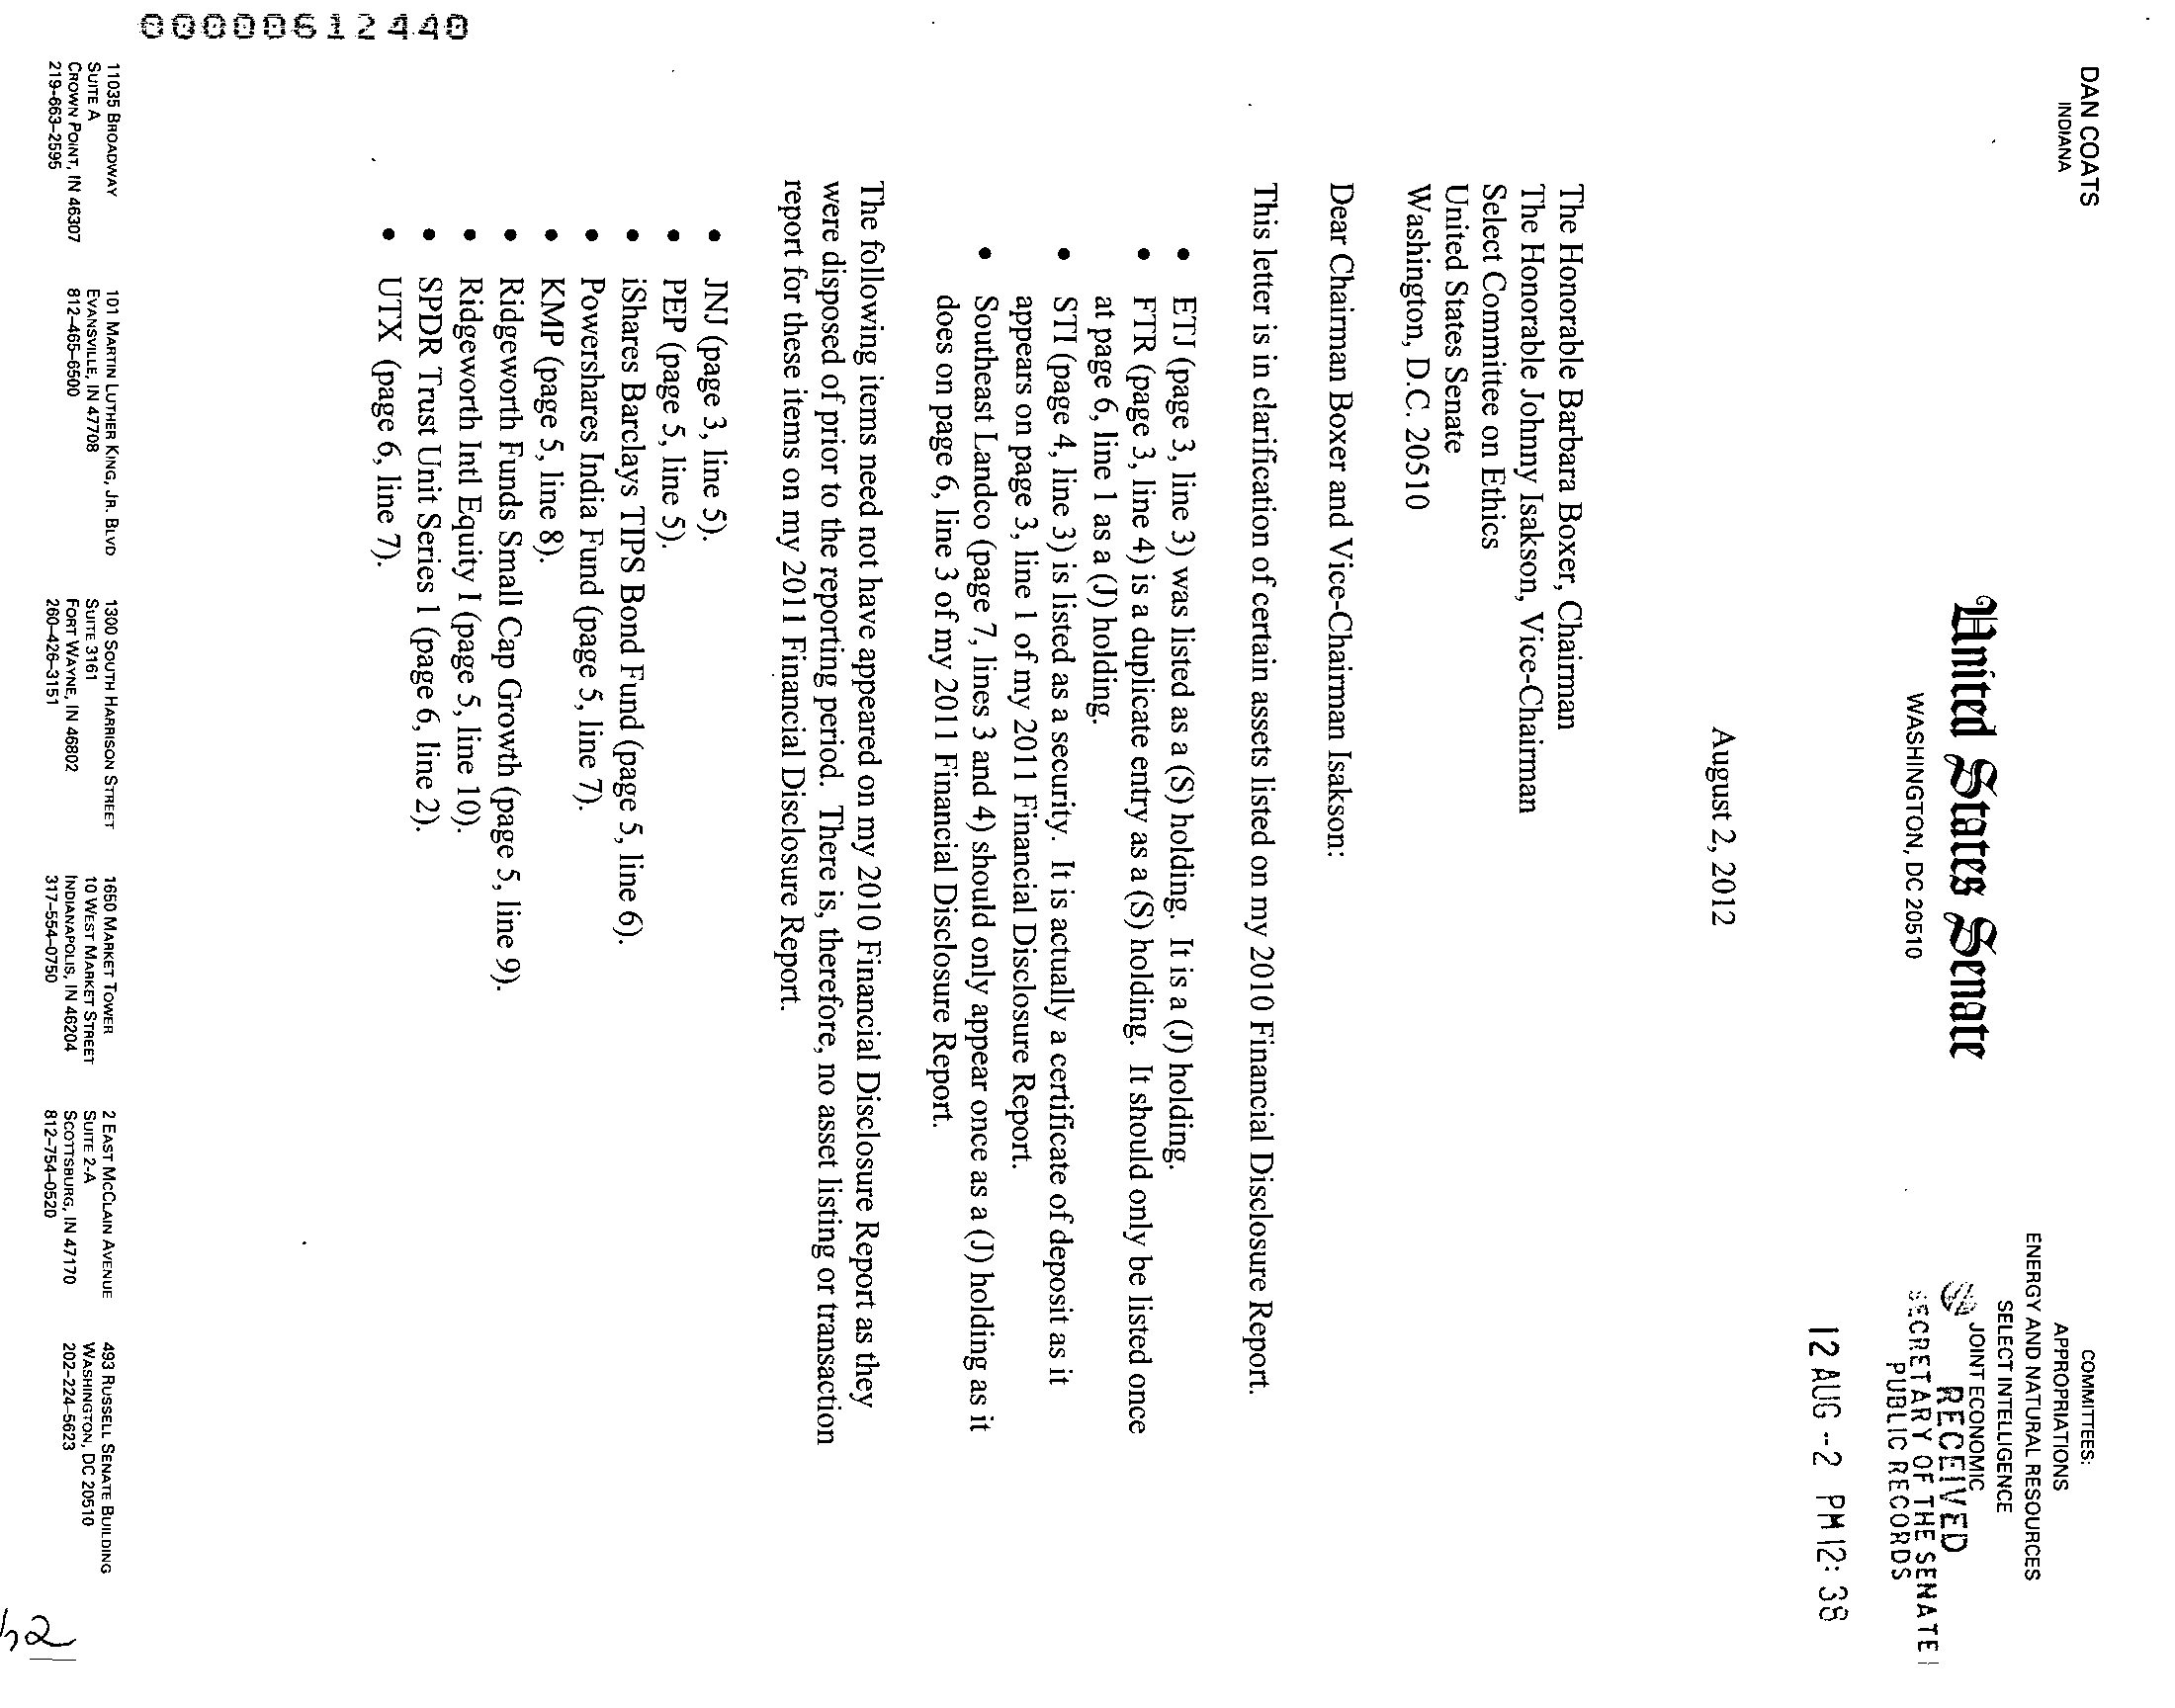 00000612440
DAN COATS
INDIANA
COMMITTEES:
APPROPRIATIONS
ENERGY AND NATURAL RESOURCES
SELECT INTELLIGENCE
JOINT ECONOMIC
RECEIVED
SECRETARY OF THE SENATE
PUBLIC RECORDS
12 AUG -2 PM 12: 38
United States Senate
WASHINGTON, DC 20510
August 2, 2012
The Honorable Barbara Boxer, Chairman
The Honorable Johnny Isakson, Vice-Chairman
Select Committee on Ethics
United States Senate
Washington, D.C. 20510
Dear Chairman Boxer and Vice-Chairman Isakson:
This letter is in clarification of certain assets listed on my 2010 Financial Disclosure Report.
• ETJ (page 3, line 3) was listed as a (S) holding. It is a (J) holding.
• FTR (page 3, line 4) is a duplicate entry as a (S) holding. It should only be listed once
at page 6, line 1 as a (J) holding.
• STI (page 4, line 3) is listed as a security. It is actually a certificate of deposit as it
appears on page 3, line 1 of my 2011 Financial Disclosure Report.
• Southeast Landco (page 7, lines 3 and 4) should only appear once as a (J) holding as it
does on page 6, line 3 of my 2011 Financial Disclosure Report.
The following items need not have appeared on my 2010 Financial Disclosure Report as they
were disposed of prior to the reporting period. There is, therefore, no asset listing or transaction
report for these items on my 2011 Financial Disclosure Report.
• JNJ (page 3, line 5).
• PEP (page 5, line 5).
• iShares Barclays TIPS Bond Fund (page 5, line 6).
• Powershares India Fund (page 5, line 7).
• KMP (page 5, line 8).
• Ridgeworth Funds Small Cap Growth (page 5, line 9).
• Ridgeworth Intl Equity I (page 5, line 10).
• SPDR Trust Unit Series 1 (page 6, line 2).
• UTX (page 6, line 7).
11035 BROADWAY
SUITE A
CROWN POINT, IN 46307
219-663-2595
101 MARTIN LUTHER KING, JR. BLVD
EVANSVILLE, IN 47708
812-465-6500
1300 SOUTH HARRISON STREET
SUITE 3161
FORT WAYNE, IN 46802
260-426-3151
1650 MARKET TOWER
10 WEST MARKET STREET
INDIANAPOLIS, IN 46204
317-554-0750
2 EAST MCCLAIN AVENUE
SUITE 2-A
SCOTTSBURG, IN 47170
812-754-0520
493 RUSSELL SENATE BUILDING
WASHINGTON, DC 20510
202-224-5623